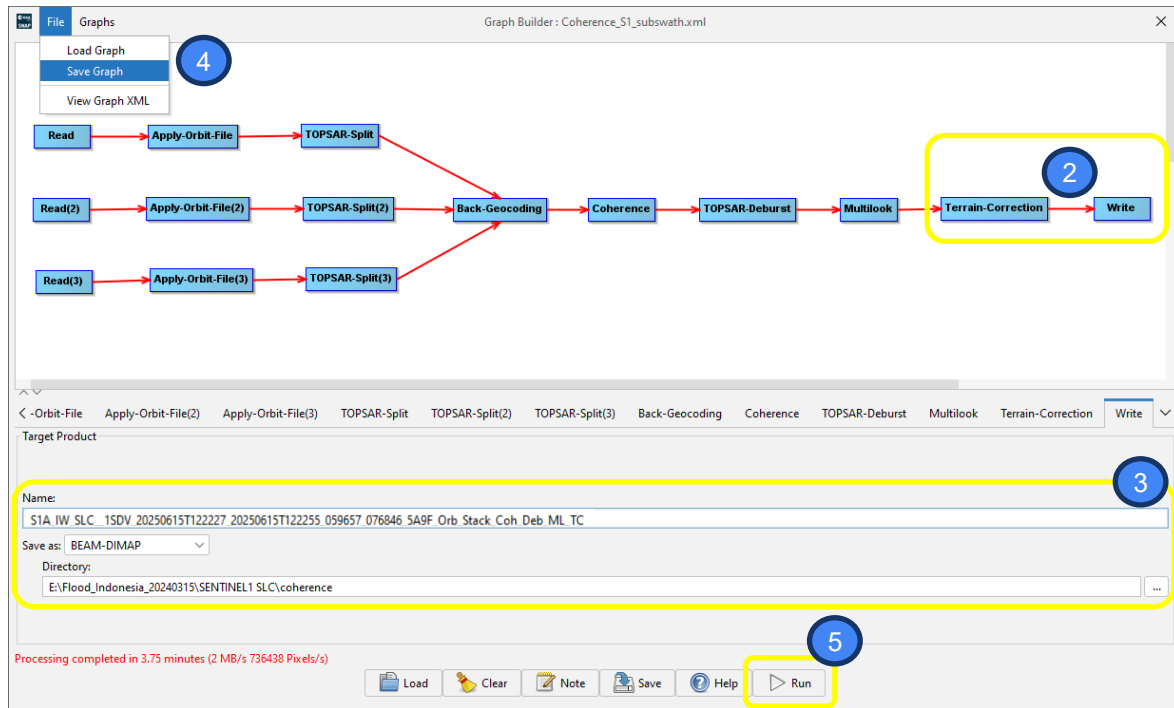 esa
SNAP
File Graphs
Graph Builder : Coherence_S1_subswath.xml
Load Graph
Save Graph
View Graph XML
4
Read
Apply-Orbit-File
TOPSAR-Split
2
Read(2)
Apply-Orbit-File(2)
TOPSAR-Split(2)
Back-Geocoding
Coherence
TOPSAR-Deburst
Multilook
Terrain-Correction
Write
Read(3)
Apply-Orbit-File(3)
TOPSAR-Split(3)
-Orbit-File Apply-Orbit-File(2) Apply-Orbit-File(3) TOPSAR-Split TOPSAR-Split(2) TOPSAR-Split(3) Back-Geocoding Coherence TOPSAR-Deburst Multilook Terrain-Correction Write
Target Product
3
Name:
S1A_IW_SLC__1SDV_20250615T122227_20250615T122255_059657_076846_5A9F_Orb_Stack_Coh_Deb_ML_TC
Save as: BEAM-DIMAP
Directory:
E:\Flood_Indonesia_20240315\SENTINEL1 SLC\coherence
...
5
Processing completed in 3.75 minutes (2 MB/s 736438 Pixels/s)
Load Clear Note Save Help Run